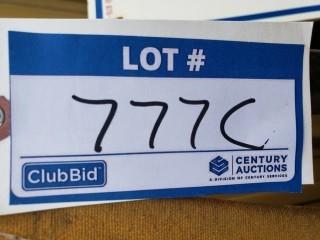 LOT #
777C
ClubBid
CENTURY
AUCTIONS
A DIVISION OF CENTURY SERVICES